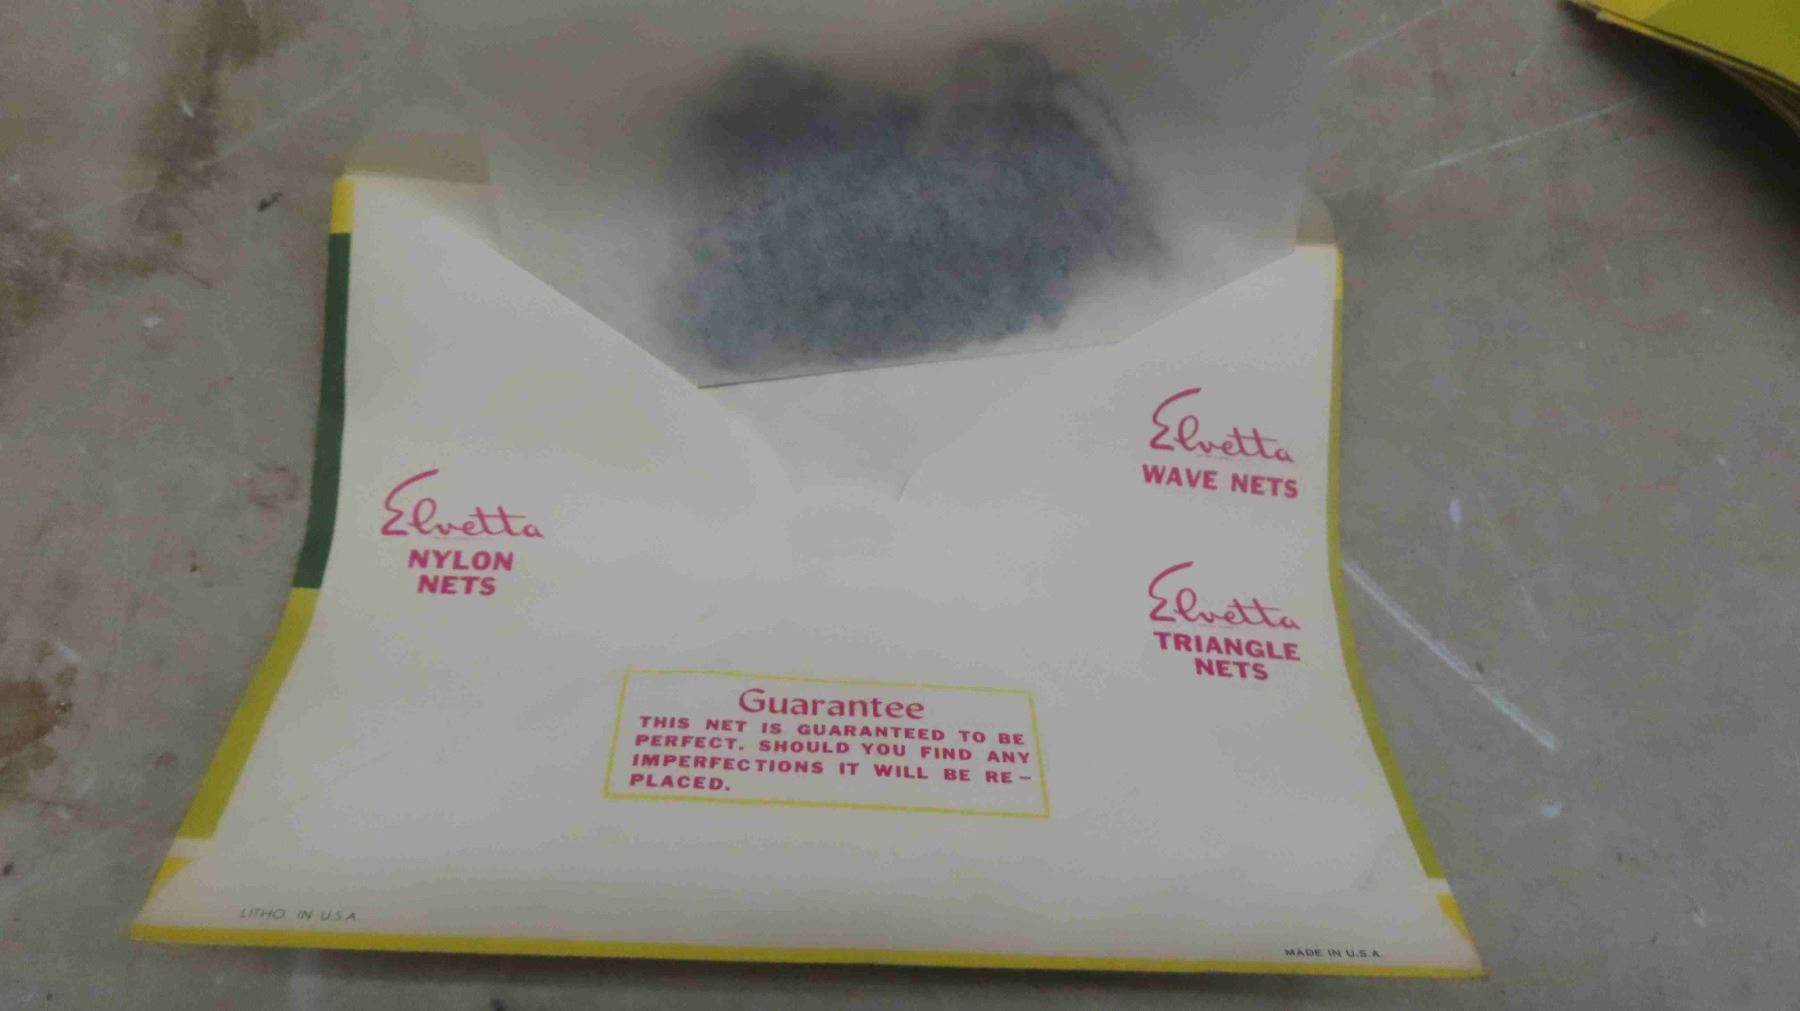 Elvetta
NYLON
NETS
Elvetta
WAVE NETS
Elvetta
TRIANGLE
NETS
Guarantee
THIS NET IS GUARANTEED TO BE
PERFECT. SHOULD YOU FIND ANY
IMPERFECTIONS IT WILL BE RE-
PLACED.
LITHO. IN U.S.A.
MADE IN U.S.A.